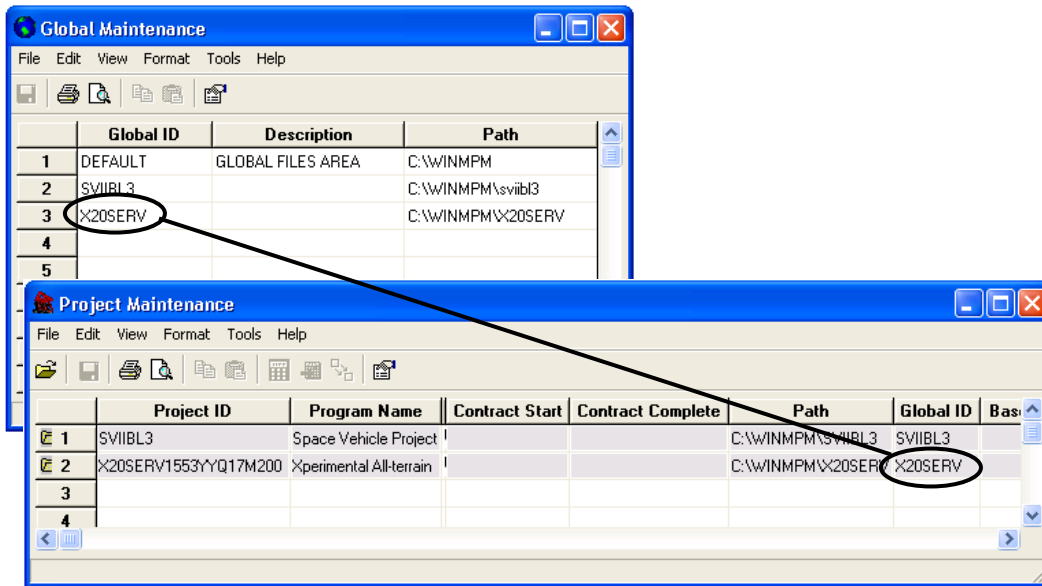 Global Maintenance
File Edit View Format Tools Help
Global ID Description Path
1 DEFAULT GLOBAL FILES AREA C:\WINMPM
2 SVIIBL3 C:\WINMPM\sviibl3
3 X20SERV C:\WINMPM\X20SERV
4
5
Project Maintenance
File Edit View Format Tools Help
Project ID Program Name Contract Start Contract Complete Path Global ID Bas
1 SVIIBL3 Space Vehicle Project C:\WINMPM\SVIIBL3 SVIIBL3
2 X20SERV1553YYQ17M200 Xperimental All-terrain C:\WINMPM\X20SERV X20SERV
3
4